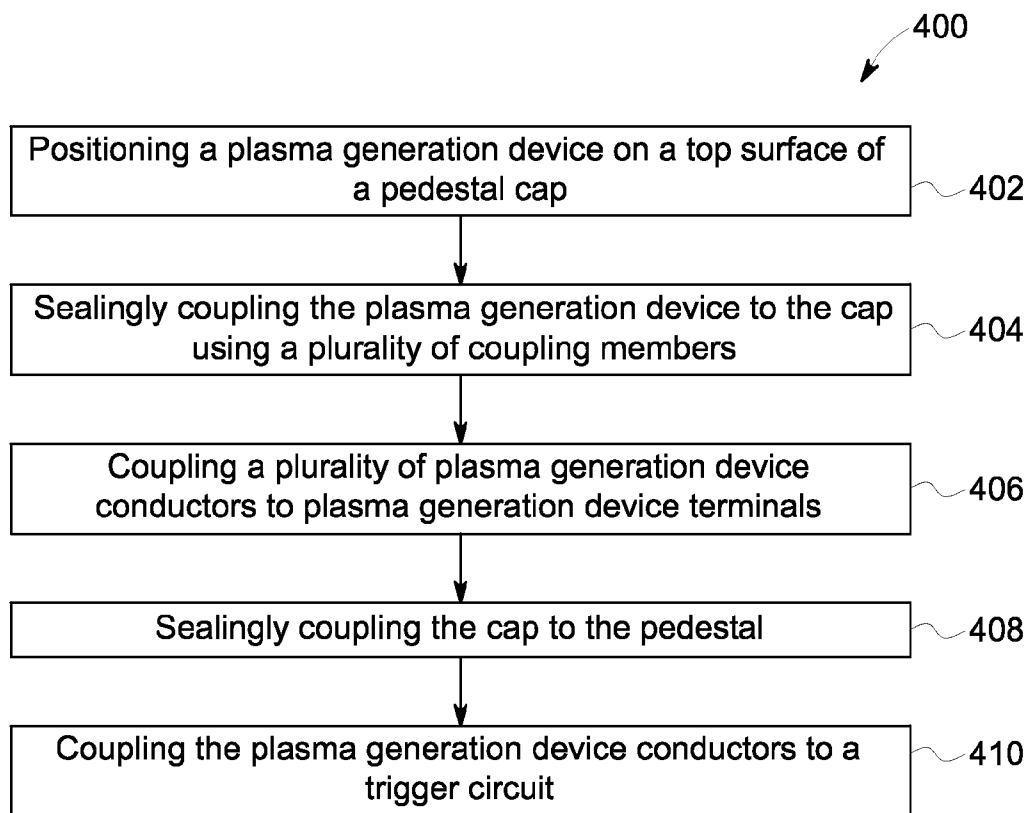 400
Positioning a plasma generation device on a top surface of
a pedestal cap
402
Sealingly coupling the plasma generation device to the cap
using a plurality of coupling members
404
Coupling a plurality of plasma generation device
conductors to plasma generation device terminals
406
Sealingly coupling the cap to the pedestal
408
Coupling the plasma generation device conductors to a
trigger circuit
410